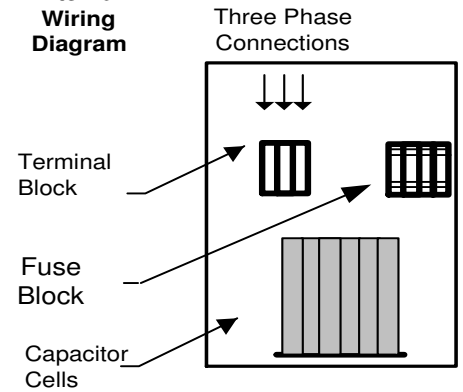 Wiring
Diagram
Three Phase
Connections
Terminal
Block
Fuse
Block
Capacitor
Cells